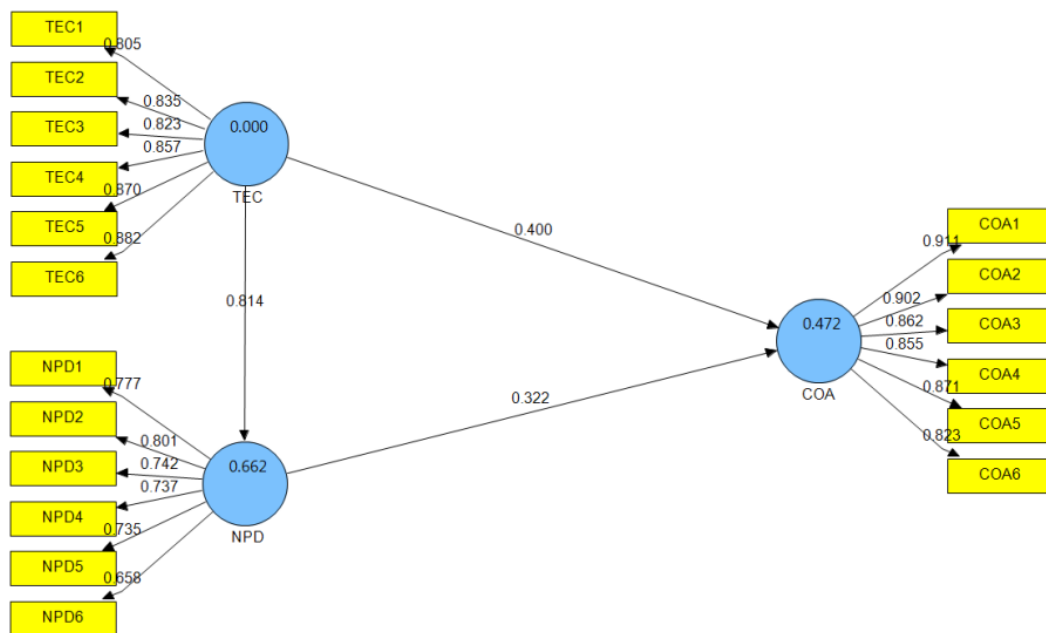 TEC1
0.805
TEC2
0.835
TEC3
0.823
0.857
TEC4
0.870
TEC5
0.882
TEC6
0.000
TEC
0.400
0.814
NPD1
0.777
NPD2
0.801
NPD3
0.742
0.737
NPD4
0.735
NPD5
0.658
NPD6
0.662
NPD
0.322
0.472
COA
COA1
0.911
COA2
0.902
0.862
COA3
0.855
COA4
0.871
COA5
0.823
COA6